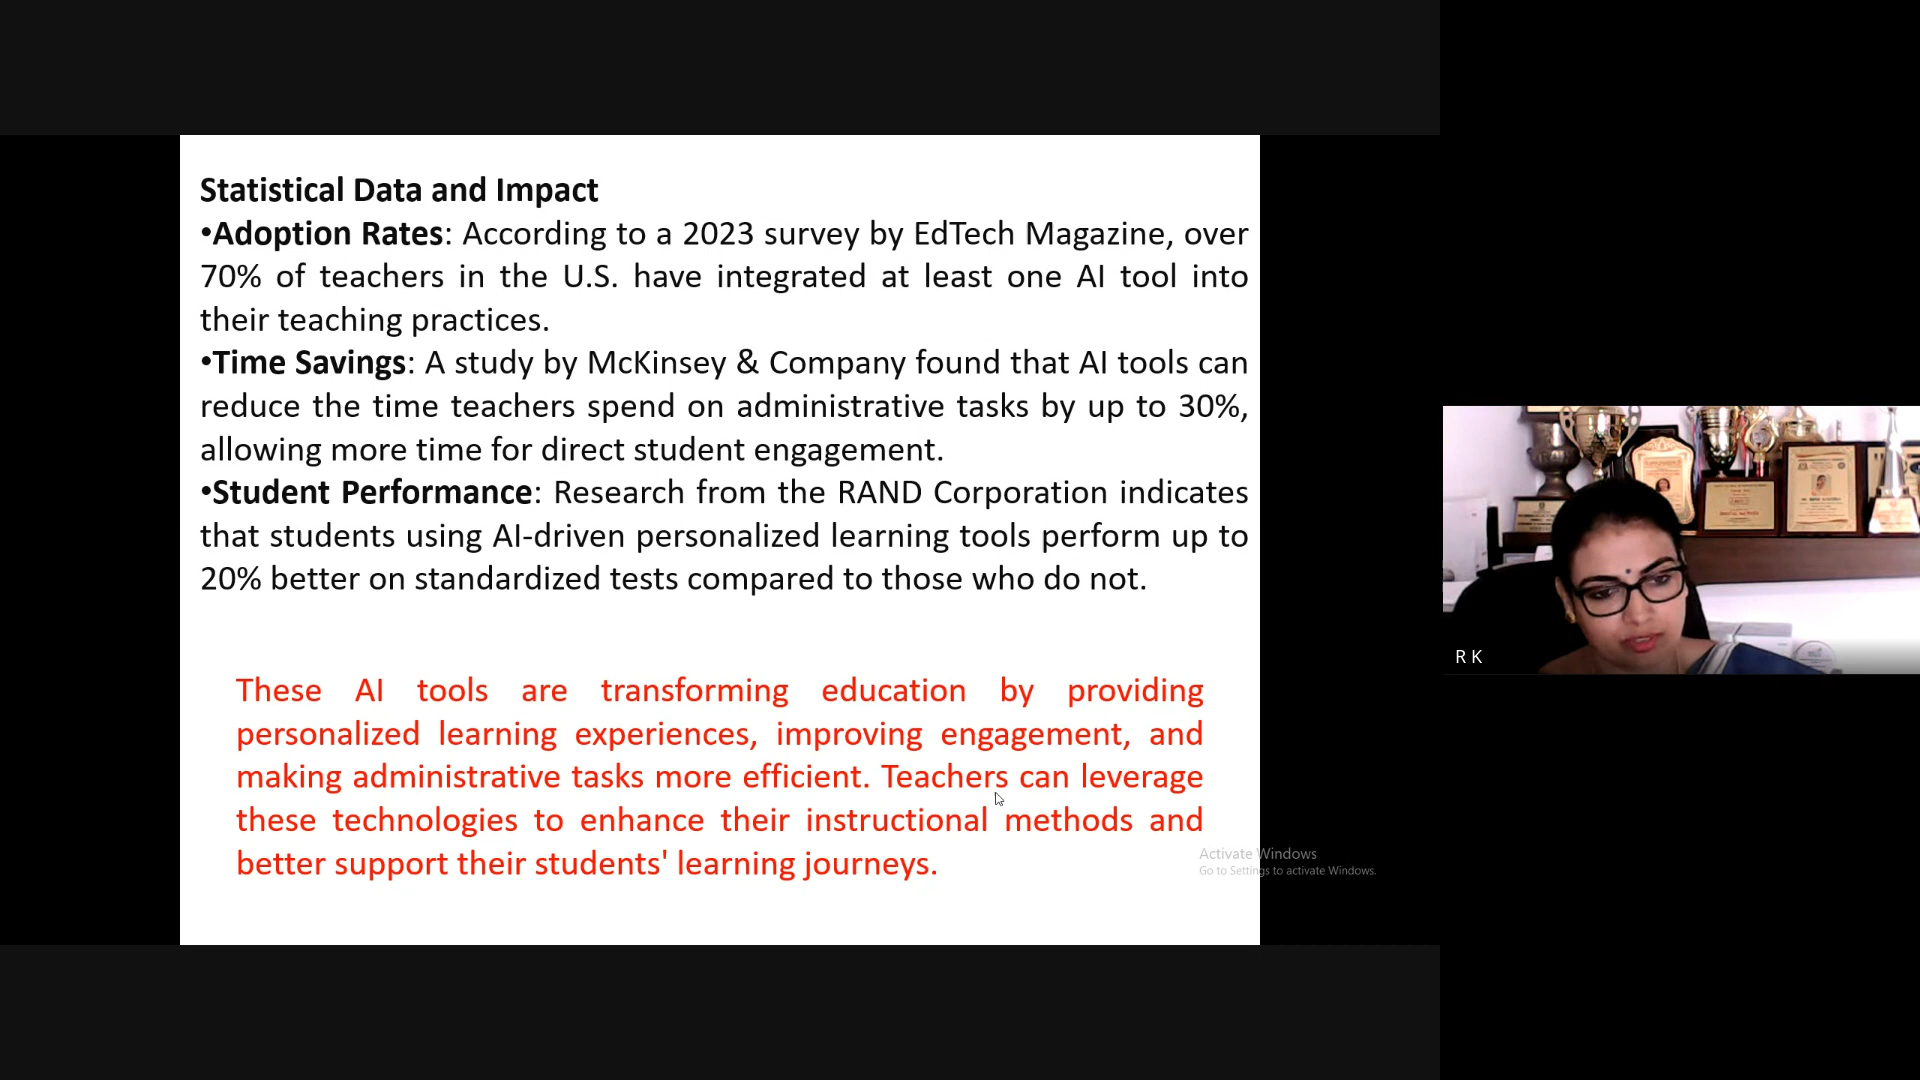 Statistical Data and Impact
•Adoption Rates: According to a 2023 survey by EdTech Magazine, over
70% of teachers in the U.S. have integrated at least one AI tool into
their teaching practices.
•Time Savings: A study by McKinsey & Company found that AI tools can
reduce the time teachers spend on administrative tasks by up to 30%,
allowing more time for direct student engagement.
•Student Performance: Research from the RAND Corporation indicates
that students using AI-driven personalized learning tools perform up to
20% better on standardized tests compared to those who do not.
These AI tools are transforming education by providing
personalized learning experiences, improving engagement, and
making administrative tasks more efficient. Teachers can leverage
these technologies to enhance their instructional methods and
better support their students' learning journeys.
Activate Windows
Go to Settings to activate Windows.
R K